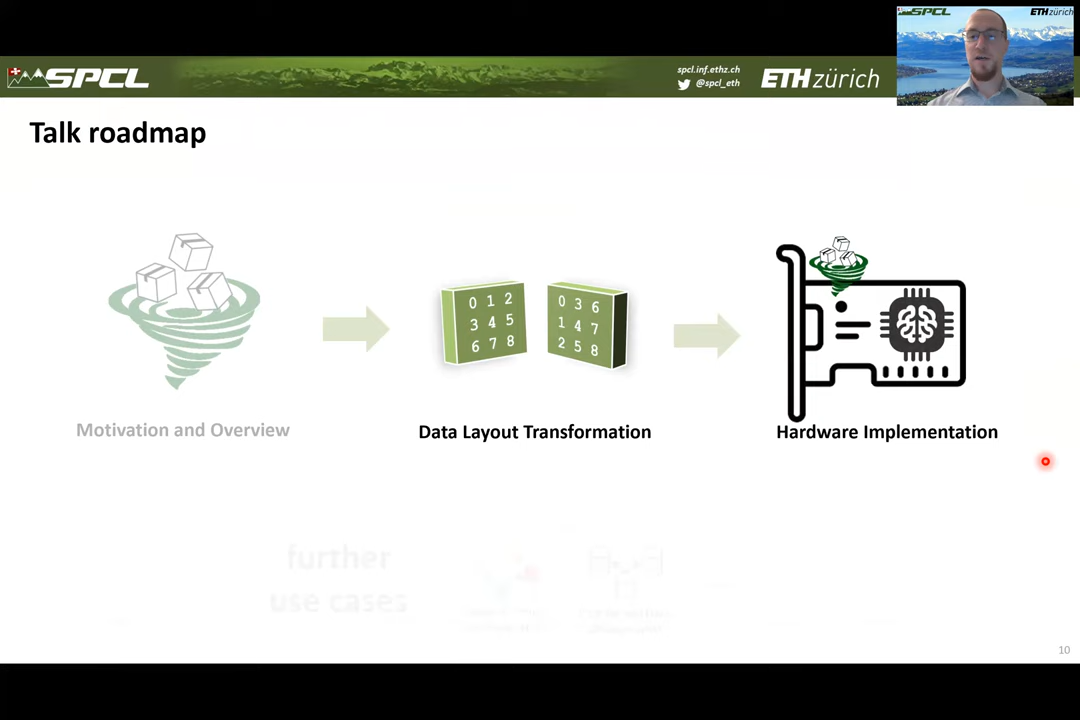 SPCL
ETH zürich
SPCL
spcl.inf.ethz.ch
@spcl_eth
ETH zürich
Talk roadmap
0 1 2
3 4 5
6 7 8
0 3 6
1 4 7
2 5 8
Motivation and Overview
Data Layout Transformation
Hardware Implementation
further
use cases
10